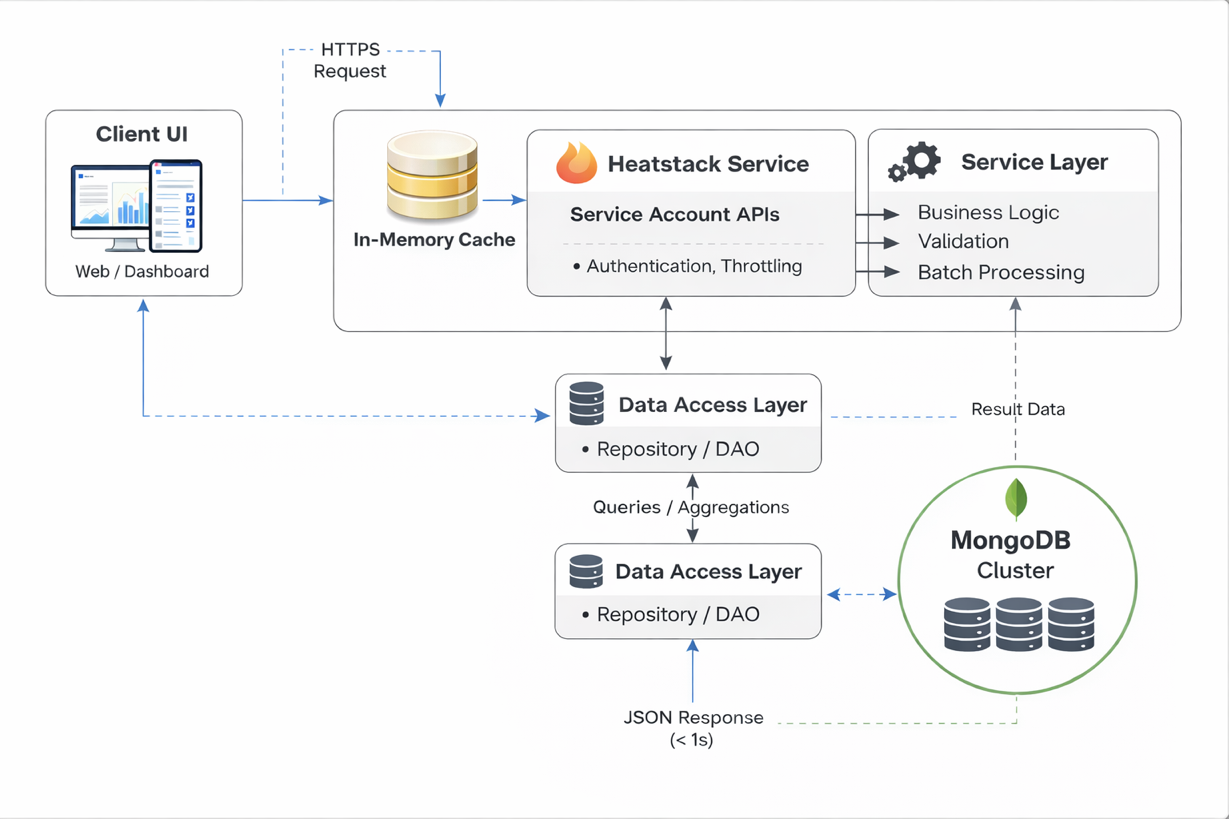 HTTPS
Request
Client UI
Web / Dashboard
In-Memory Cache
Heatstack Service
Service Account APIs
• Authentication, Throttling
Service Layer
Business Logic
Validation
Batch Processing
Data Access Layer
• Repository / DAO
Result Data
Queries / Aggregations
Data Access Layer
• Repository / DAO
MongoDB
Cluster
JSON Response
(< 1s)